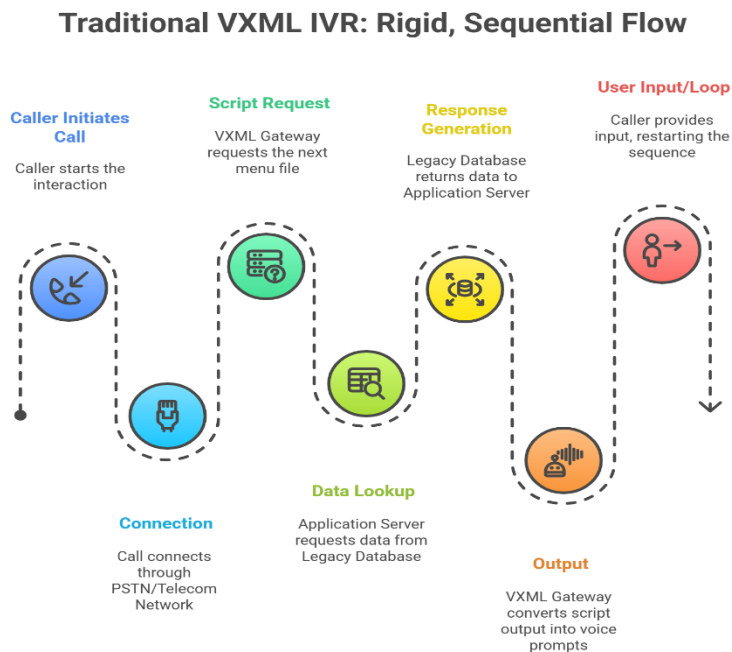 Traditional VXML IVR: Rigid, Sequential Flow
Caller Initiates
Call
Caller starts the
interaction
Connection
Call connects
through
PSTN/Telecom
Network
Script Request
VXML Gateway
requests the next
menu file
?
Data Lookup
Application Server
requests data from
Legacy Database
Response
Generation
Legacy Database
returns data to
Application Server
Output
VXML Gateway
converts script
output into voice
prompts
User Input/Loop
Caller provides
input, restarting the
sequence